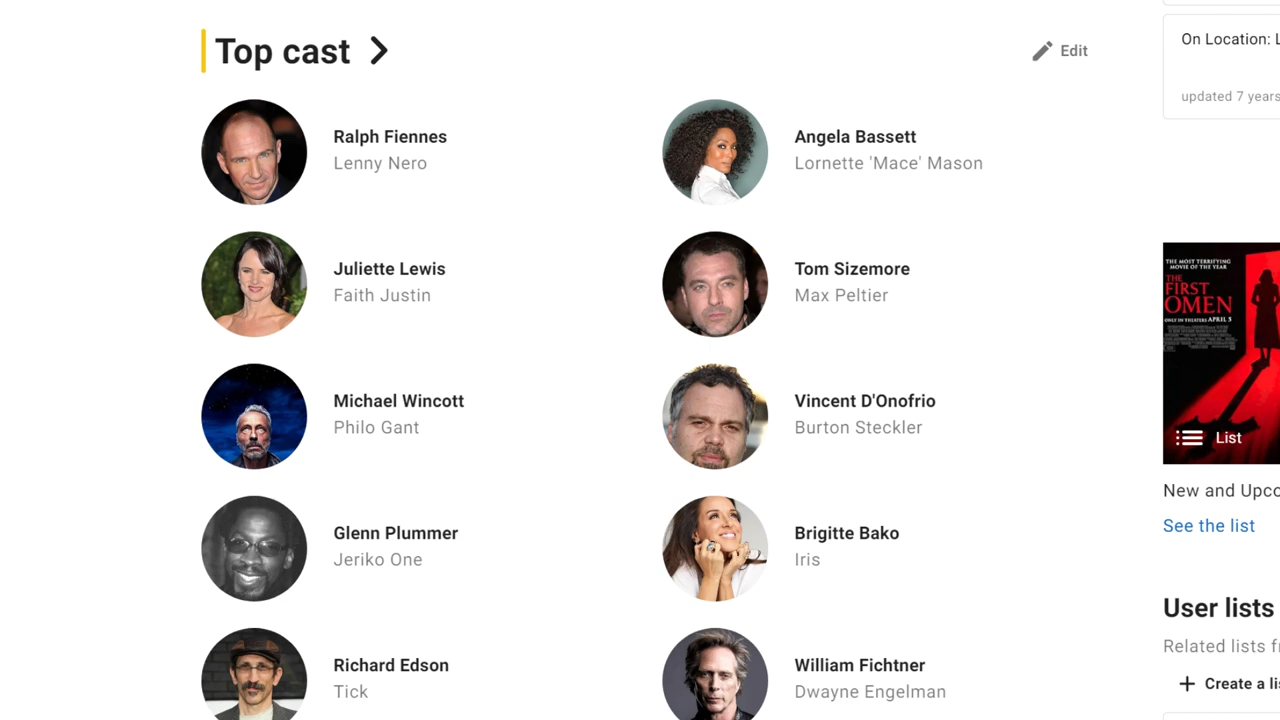 Top cast
Edit
Ralph Fiennes
Lenny Nero
Angela Bassett
Lornette 'Mace' Mason
Juliette Lewis
Faith Justin
Tom Sizemore
Max Peltier
Michael Wincott
Philo Gant
Vincent D'Onofrio
Burton Steckler
Glenn Plummer
Jeriko One
Brigitte Bako
Iris
Richard Edson
Tick
William Fichtner
Dwayne Engelman
On Location: L
updated 7 years
THE MOST TERRIFYING
MOVIE OF THE YEAR
THE
FIRST
OMEN
ONLY IN THEATERS APRIL 5
List
New and Upco
See the list
User lists
Related lists f
Create a li